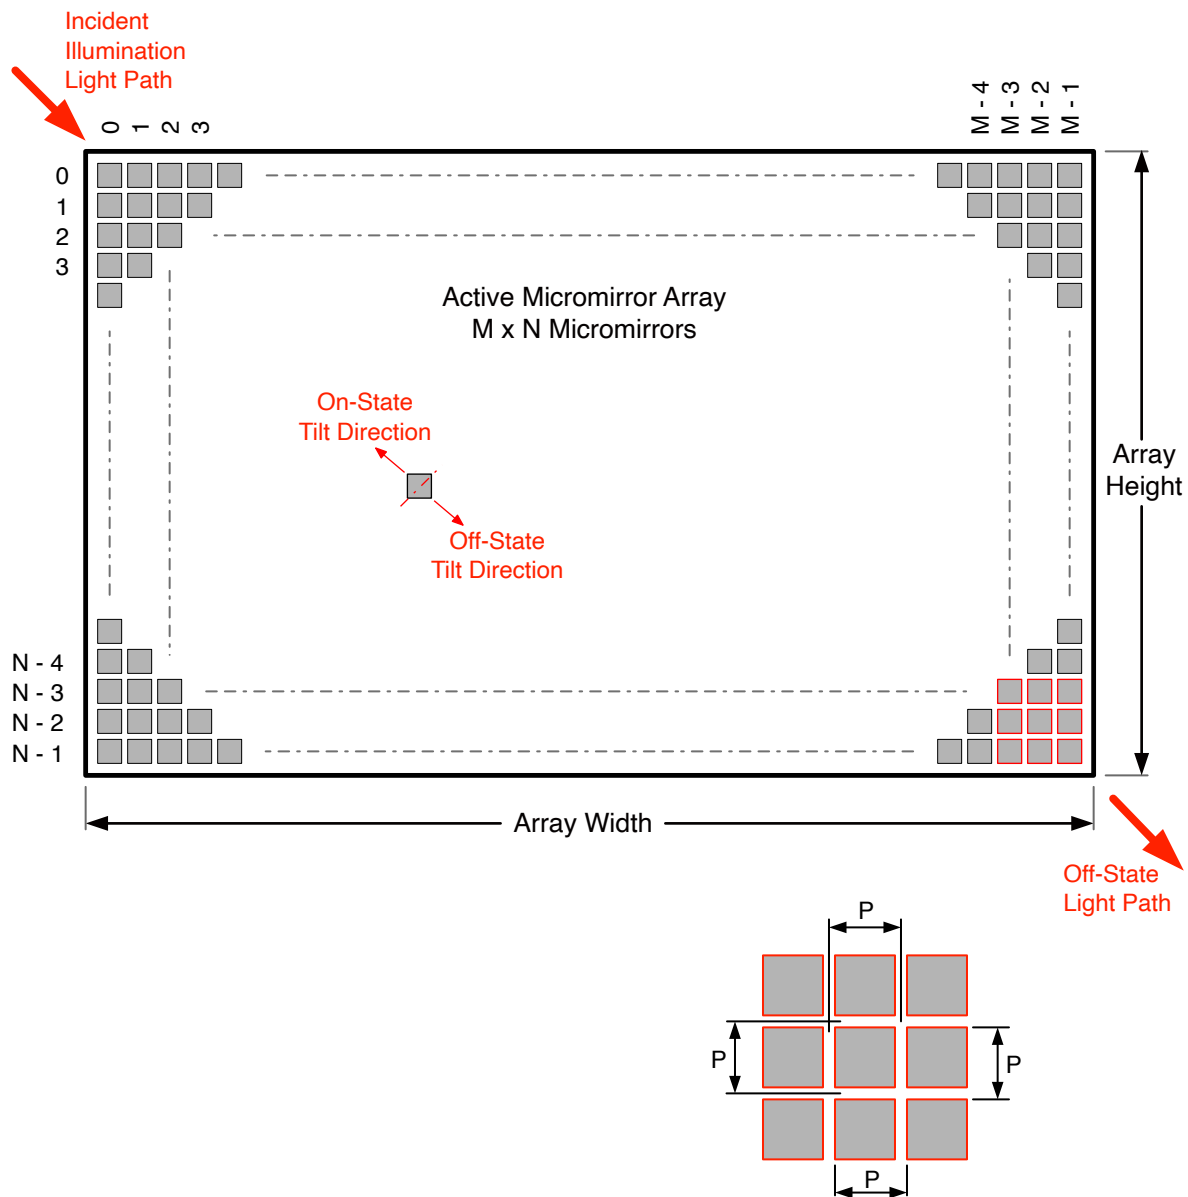 Incident
Illumination
Light Path
0
1
2
3
M - 4
M - 3
M - 2
M - 1
0
1
2
3
Active Micromirror Array
M x N Micromirrors
On-State
Tilt Direction
Off-State
Tilt Direction
Array
Height
N - 4
N - 3
N - 2
N - 1
Array Width
Off-State
Light Path
P
P
P
P